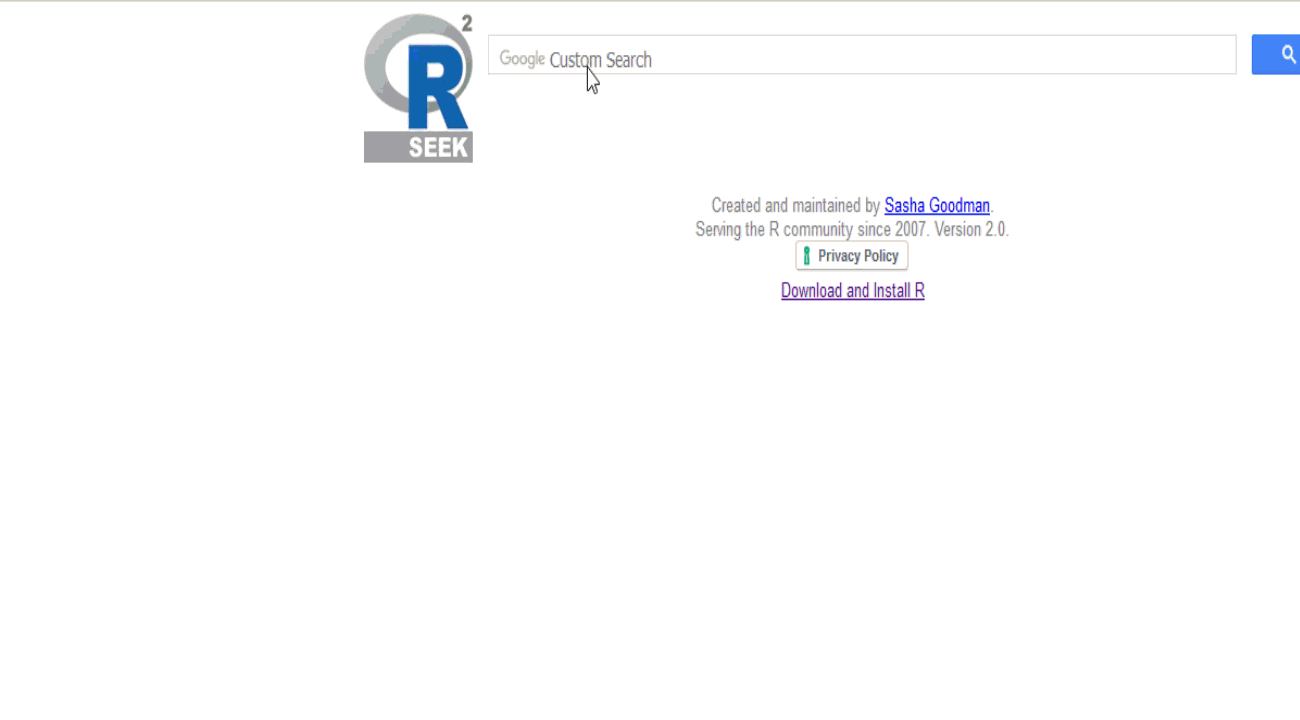 2
R
SEEK
Google Custom Search
Created and maintained by Sasha Goodman.
Serving the R community since 2007. Version 2.0.
Privacy Policy
Download and Install R